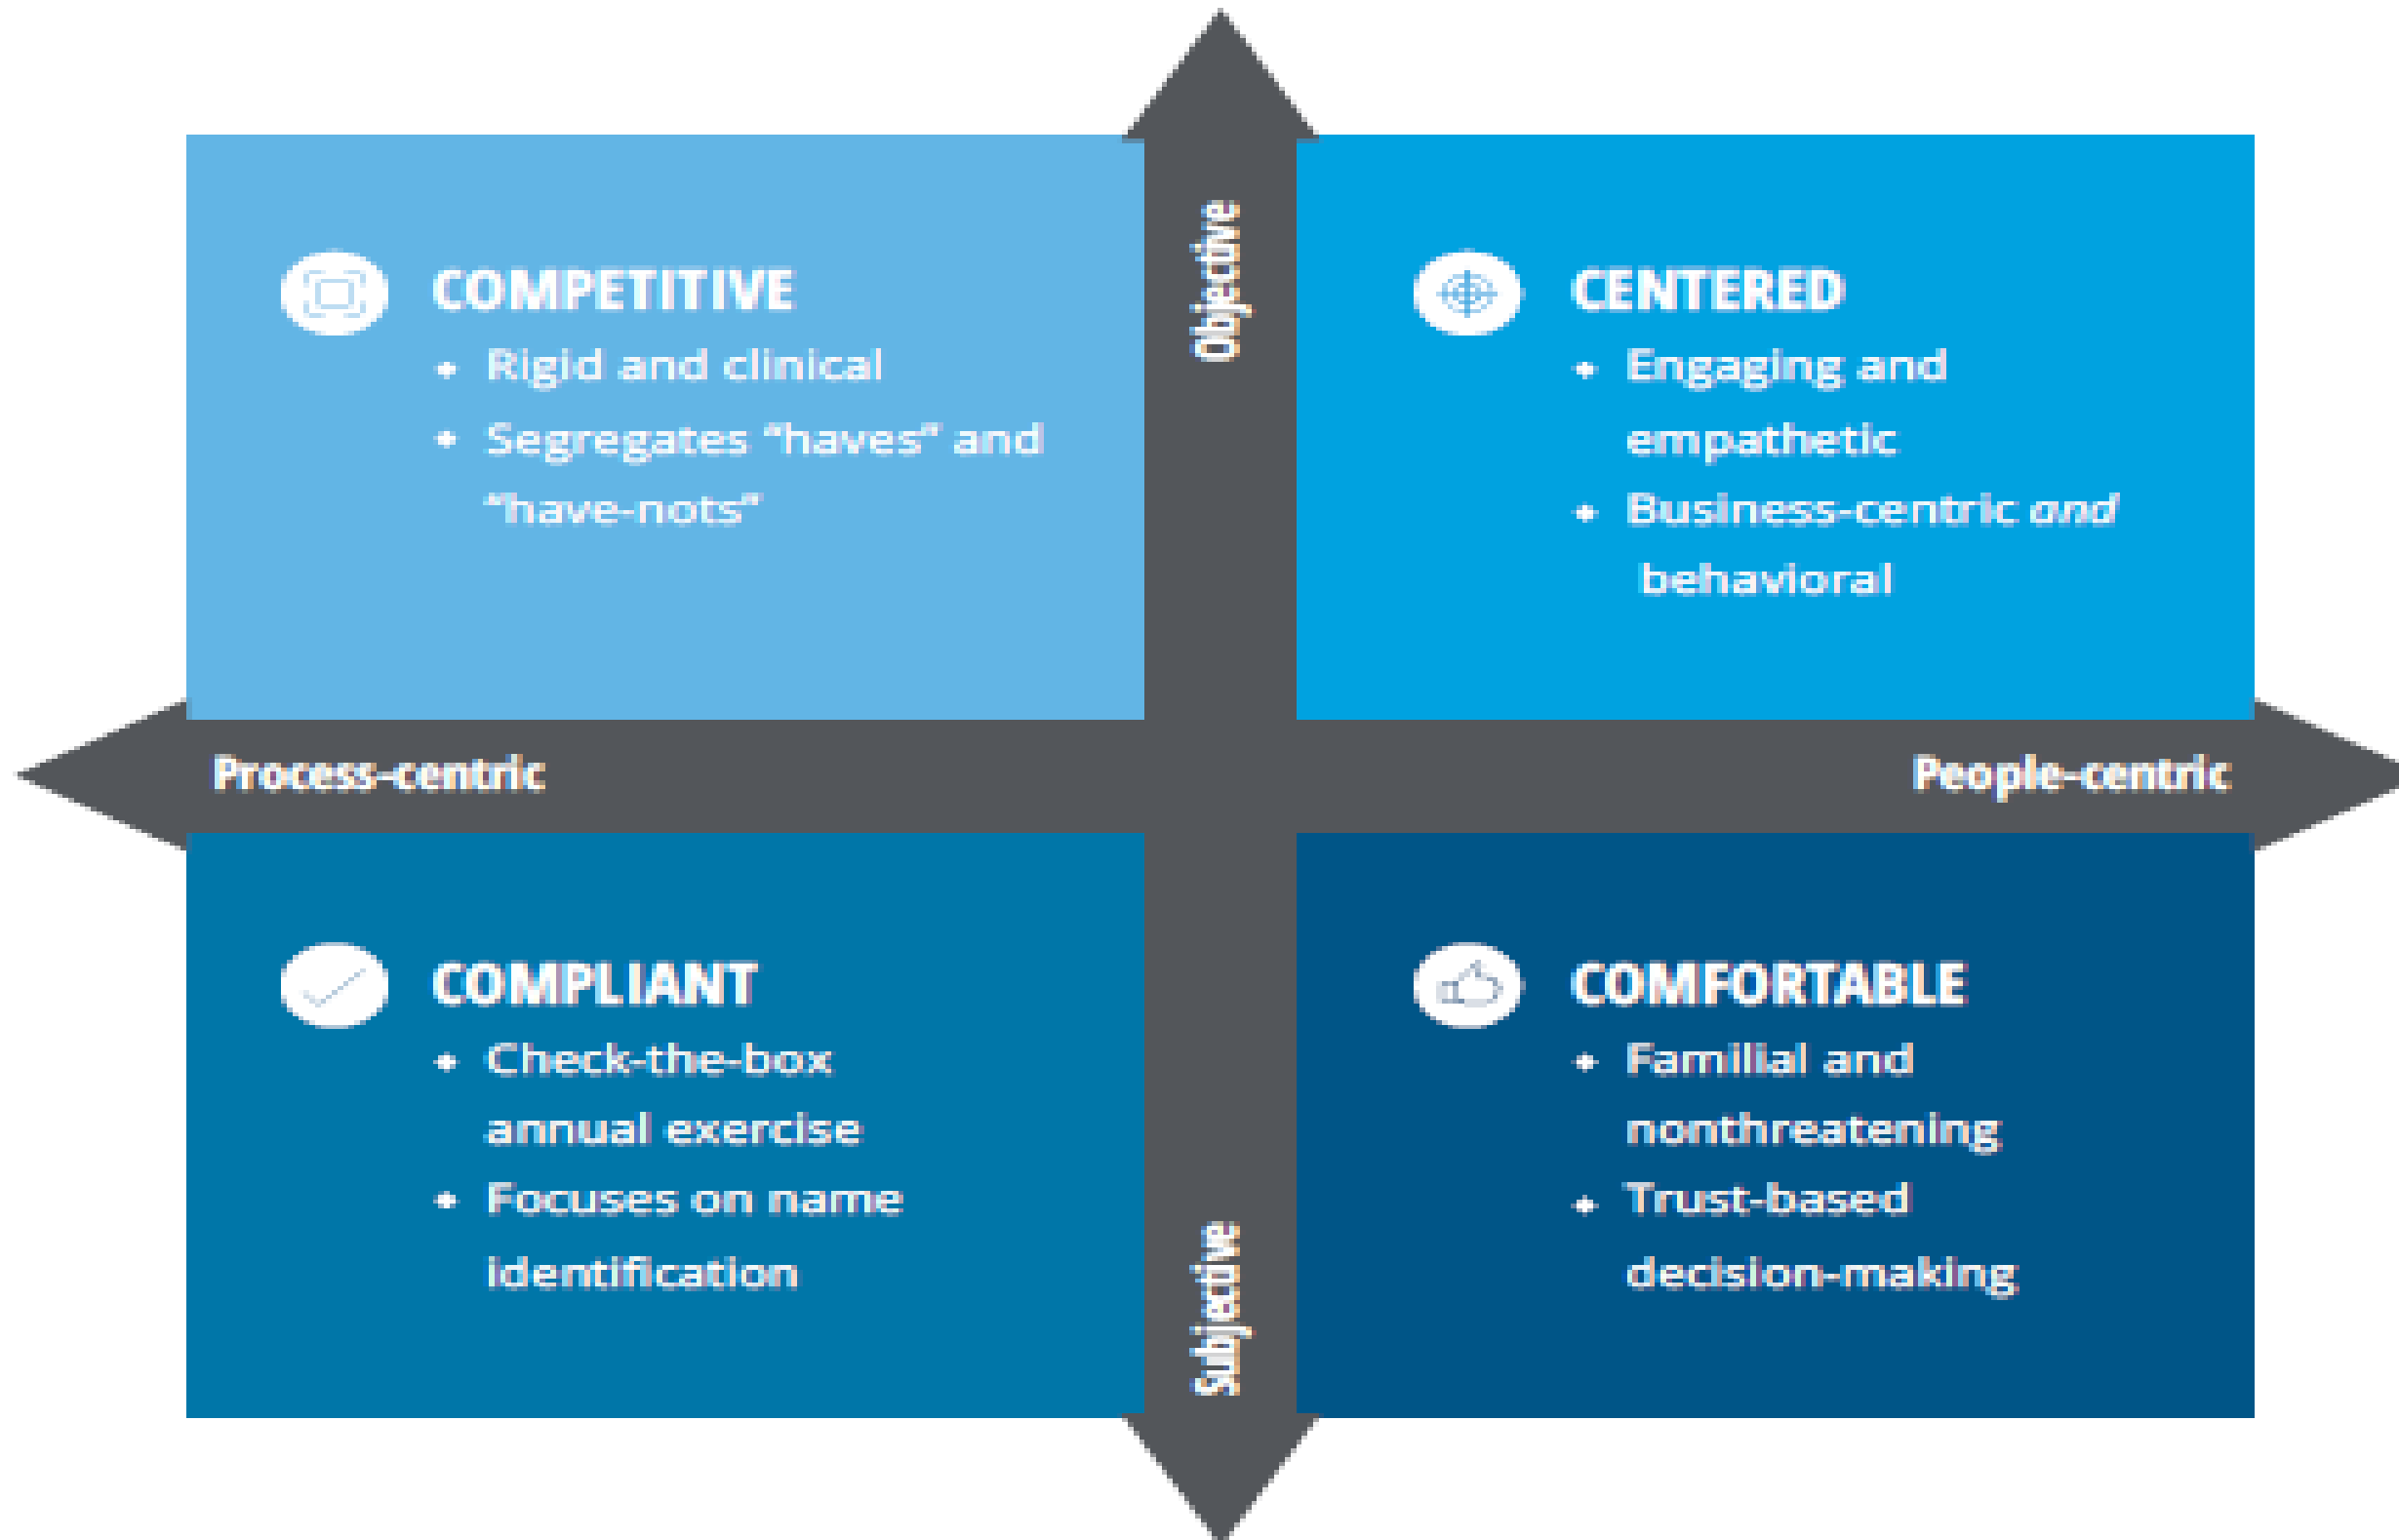 Objective
COMPETITIVE
• Rigid and clinical
• Segregates “haves” and
“have-nots”
CENTERED
• Engaging and
empathetic
• Business-centric and
behavioral
Process-centric
People-centric
COMPLIANT
• Check-the-box
annual exercise
• Focuses on name
identification
COMFORTABLE
• Familial and
nonthreatening
• Trust-based
decision-making
Subjective